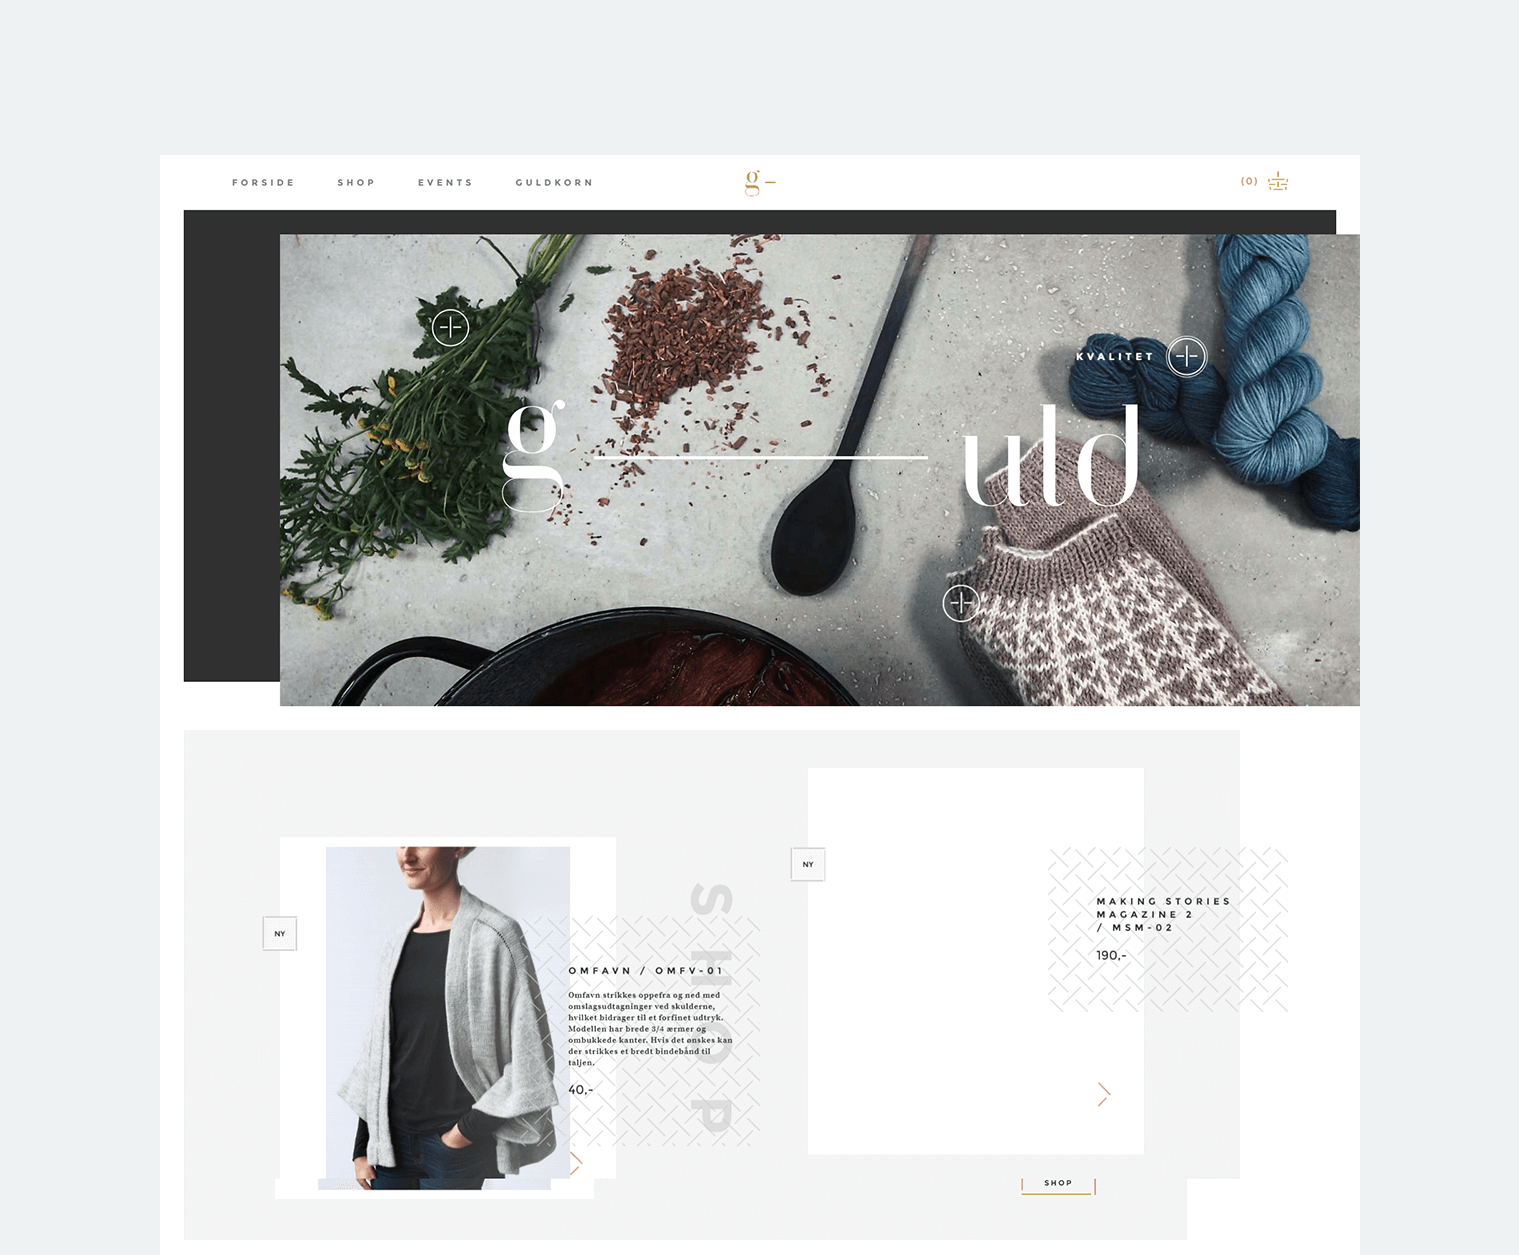 FORSIDE SHOP EVENTS GULDKORN g– (0)
KVALITET
g—uld
NY
OMFAVN / OMFV-01
Omfavn strikkes oppefra og ned med
omslagsudtagninger ved skulderne,
hvilket bidrager til et forfinet udtryk.
Modellen har brede 3/4 ærmer og
ombukkede kanter. Hvis det ønskes kan
der strikkes et bredt bindebånd til
taljen.
40,-
SHOP
NY
MAKING STORIES
MAGAZINE 2
/ MSM-02
190,-
SHOP